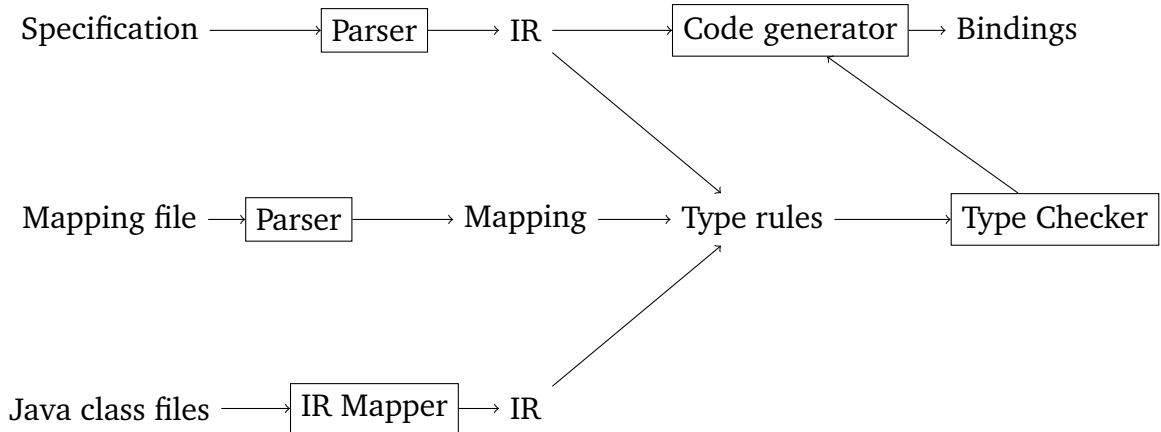 Specification Parser IR Code generator Bindings
Mapping file Parser Mapping Type rules Type Checker
Java class files IR Mapper IR